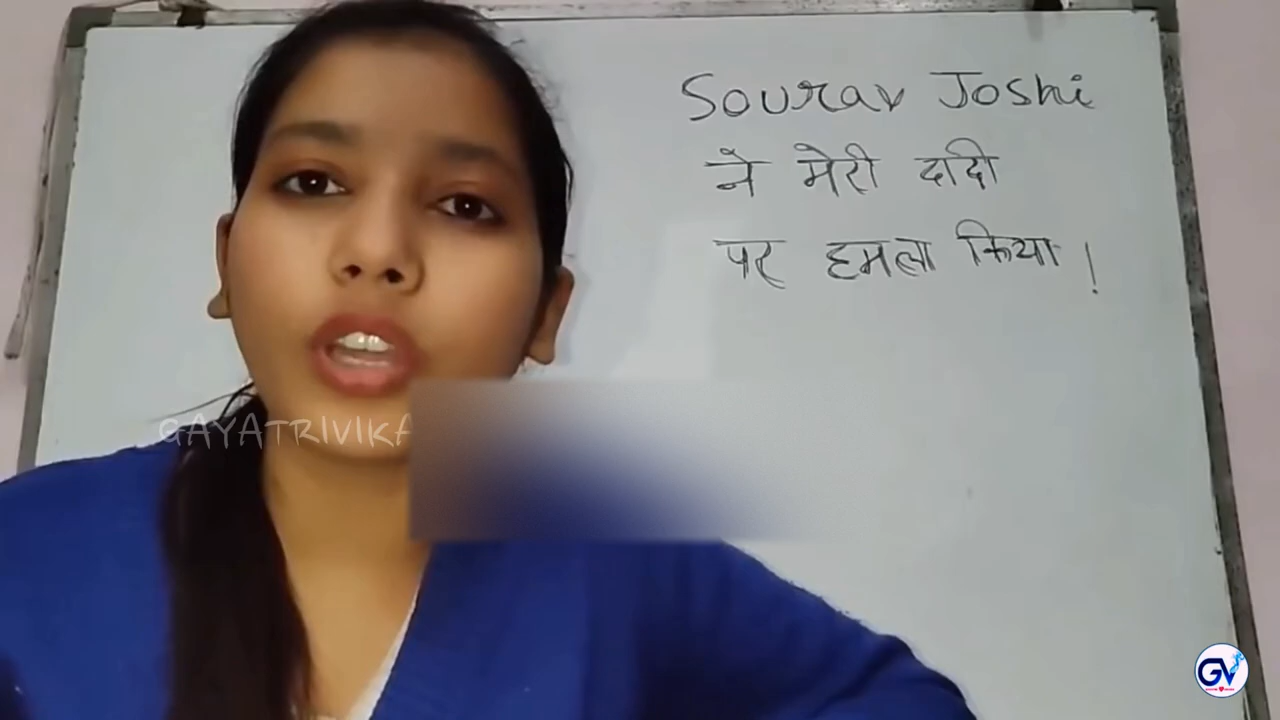 Sourav Joshi
ने मेरी दादी
पर हमला किया !
GAYATRIVIKA
GV